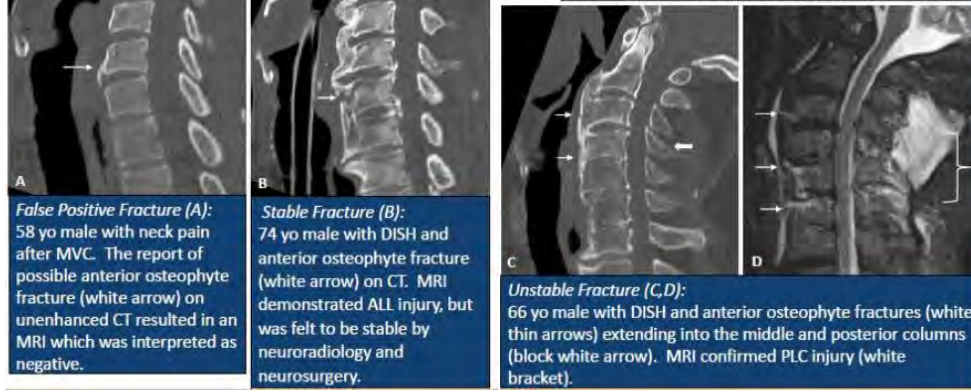 A
B
C
D
False Positive Fracture (A):
58 yo male with neck pain
after MVC.  The report of
possible anterior osteophyte
fracture (white arrow) on
unenhanced CT resulted in an
MRI which was interpreted as
negative.
Stable Fracture (B):
74 yo male with DISH and
anterior osteophyte fracture
(white arrow) on CT.  MRI
demonstrated ALL injury, but
was felt to be stable by
neuroradiology and
neurosurgery.
Unstable Fracture (C,D):
66 yo male with DISH and anterior osteophyte fractures (white
thin arrows) extending into the middle and posterior columns
(block white arrow).  MRI confirmed PLC injury (white
bracket).